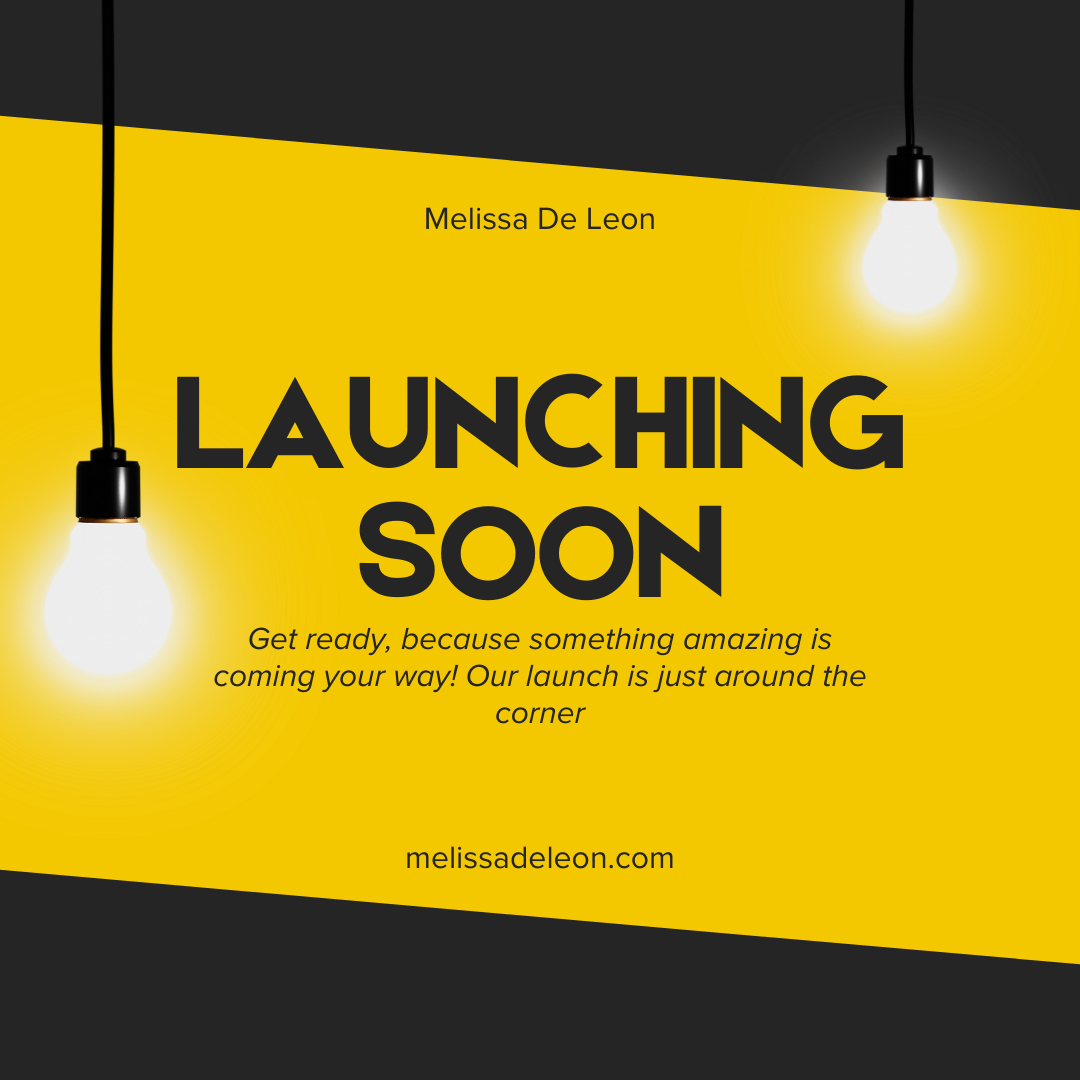 Melissa De Leon
LAUNCHING
SOON
Get ready, because something amazing is
coming your way! Our launch is just around the
corner
melissadeleon.com